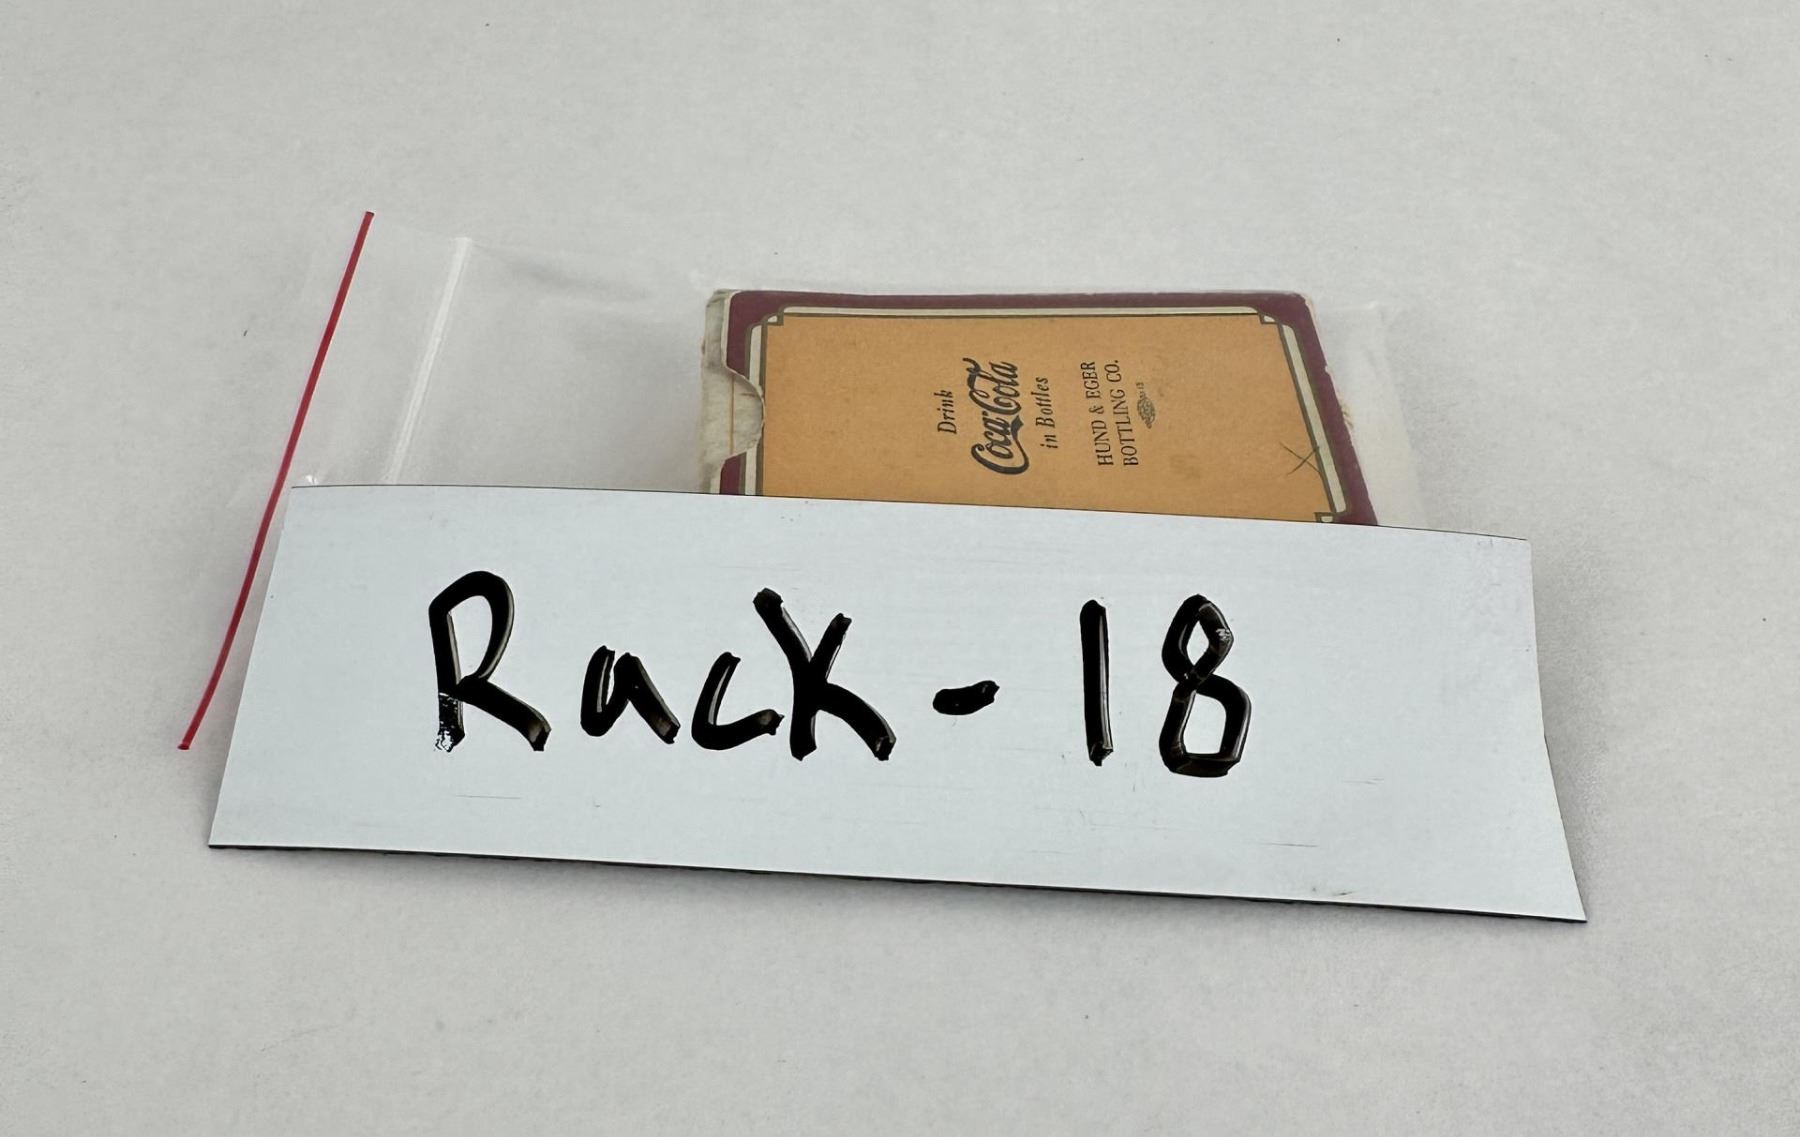 Drink
Coca-Cola
in Bottles
HUND & EGER
BOTTLING CO.
Rack-18